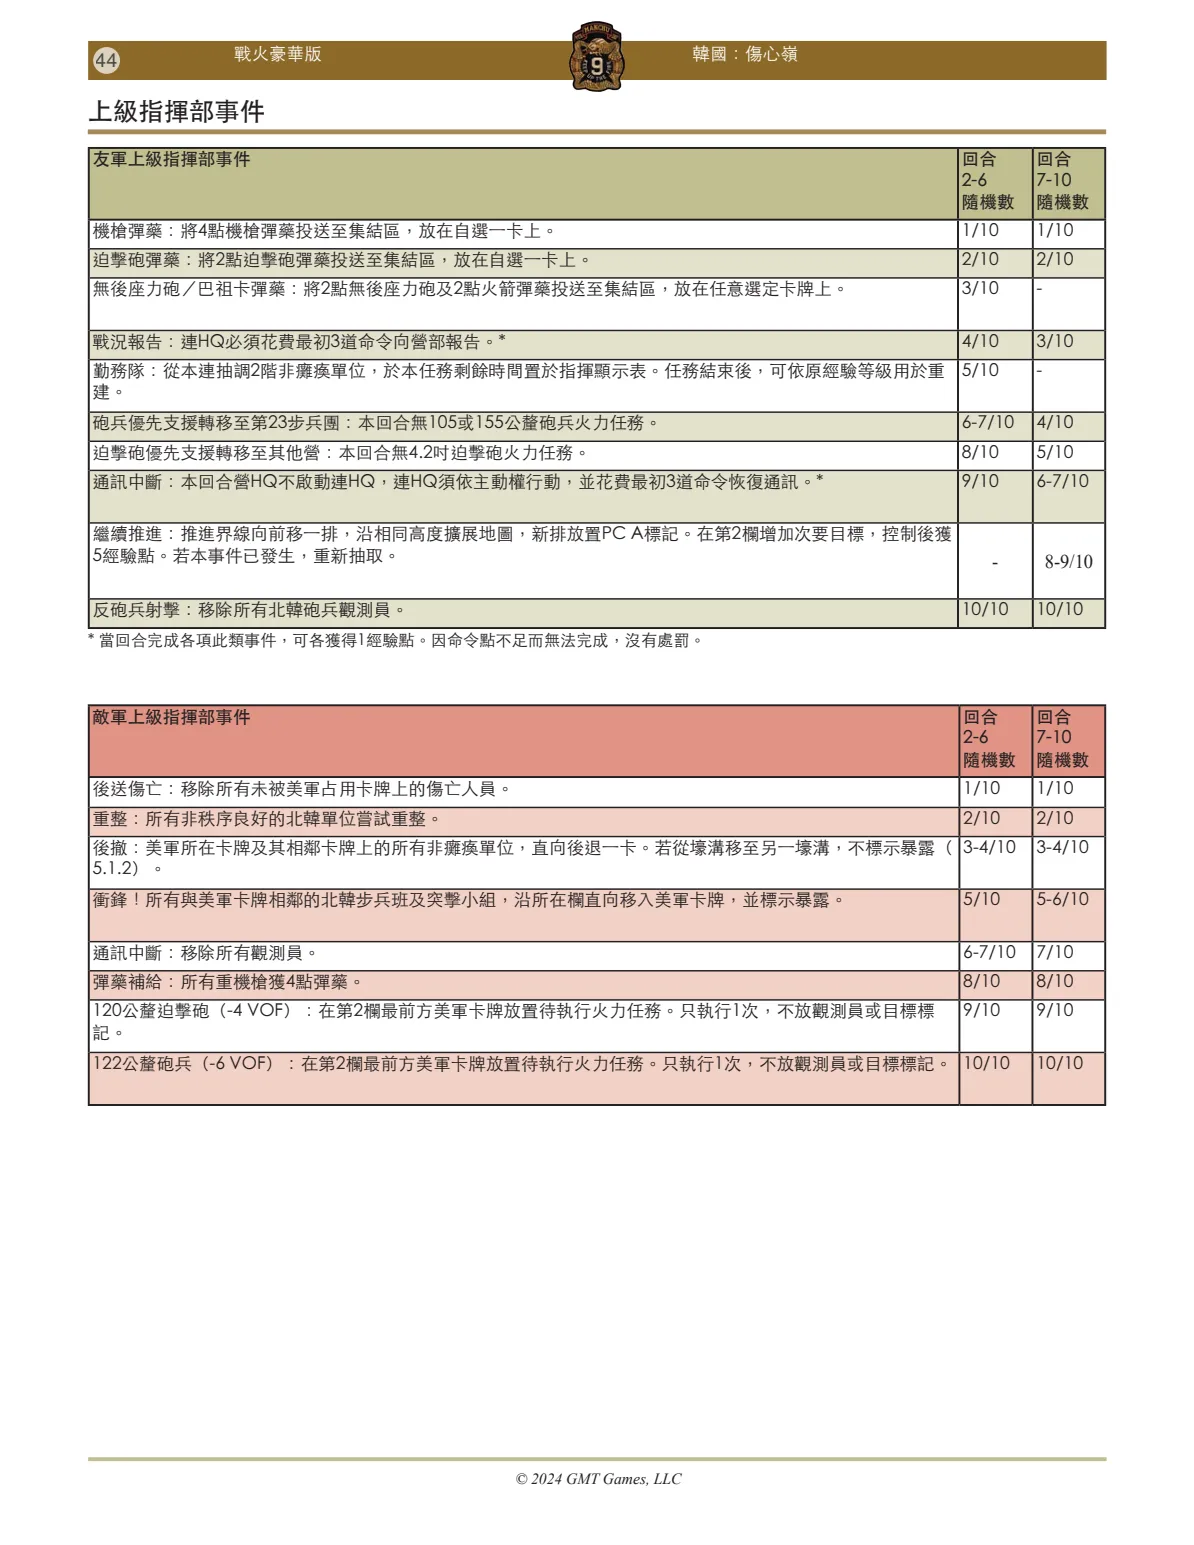 44
戰火豪華版
MANCHU
9
韓國：傷心嶺
上級指揮部事件
友軍上級指揮部事件
回合
2-6
隨機數
回合
7-10
隨機數
機槍彈藥：將4點機槍彈藥投送至集結區，放在自選一卡上。 1/10 1/10
迫擊砲彈藥：將2點迫擊砲彈藥投送至集結區，放在自選一卡上。 2/10 2/10
無後座力砲／巴祖卡彈藥：將2點無後座力砲及2點火箭彈藥投送至集結區，放在任意選定卡牌上。 3/10 -
戰況報告：連HQ必須花費最初3道命令向營部報告。* 4/10 3/10
勤務隊：從本連抽調2階非癱瘓單位，於本任務剩餘時間置於指揮顯示表。任務結束後，可依原經驗等級用於重 5/10 -
建。
砲兵優先支援轉移至第23步兵團：本回合無105或155公釐砲兵火力任務。 6-7/10 4/10
迫擊砲優先支援轉移至其他營：本回合無4.2吋迫擊砲火力任務。 8/10 5/10
通訊中斷：本回合營HQ不啟動連HQ，連HQ須依主動權行動，並花費最初3道命令恢復通訊。* 9/10 6-7/10
繼續推進：推進界線向前移一排，沿相同高度擴展地圖，新排放置PC A標記。在第2欄增加次要目標，控制後獲
5經驗點。若本事件已發生，重新抽取。 - 8-9/10
反砲兵射擊：移除所有北韓砲兵觀測員。 10/10 10/10
* 當回合完成各項此類事件，可各獲得1經驗點。因命令點不足而無法完成，沒有處罰。
敵軍上級指揮部事件
回合
2-6
隨機數
回合
7-10
隨機數
後送傷亡：移除所有未被美軍占用卡牌上的傷亡人員。 1/10 1/10
重整：所有非秩序良好的北韓單位嘗試重整。 2/10 2/10
後撤：美軍所在卡牌及其相鄰卡牌上的所有非癱瘓單位，直向後退一卡。若從壕溝移至另一壕溝，不標示暴露（ 3-4/10 3-4/10
5.1.2）。
衝鋒！所有與美軍卡牌相鄰的北韓步兵班及突擊小組，沿所在欄直向移入美軍卡牌，並標示暴露。 5/10 5-6/10
通訊中斷：移除所有觀測員。 6-7/10 7/10
彈藥補給：所有重機槍獲4點彈藥。 8/10 8/10
120公釐迫擊砲（-4 VOF）：在第2欄最前方美軍卡牌放置待執行火力任務。只執行1次，不放觀測員或目標標 9/10 9/10
記。
122公釐砲兵（-6 VOF）：在第2欄最前方美軍卡牌放置待執行火力任務。只執行1次，不放觀測員或目標標記。 10/10 10/10
© 2024 GMT Games, LLC